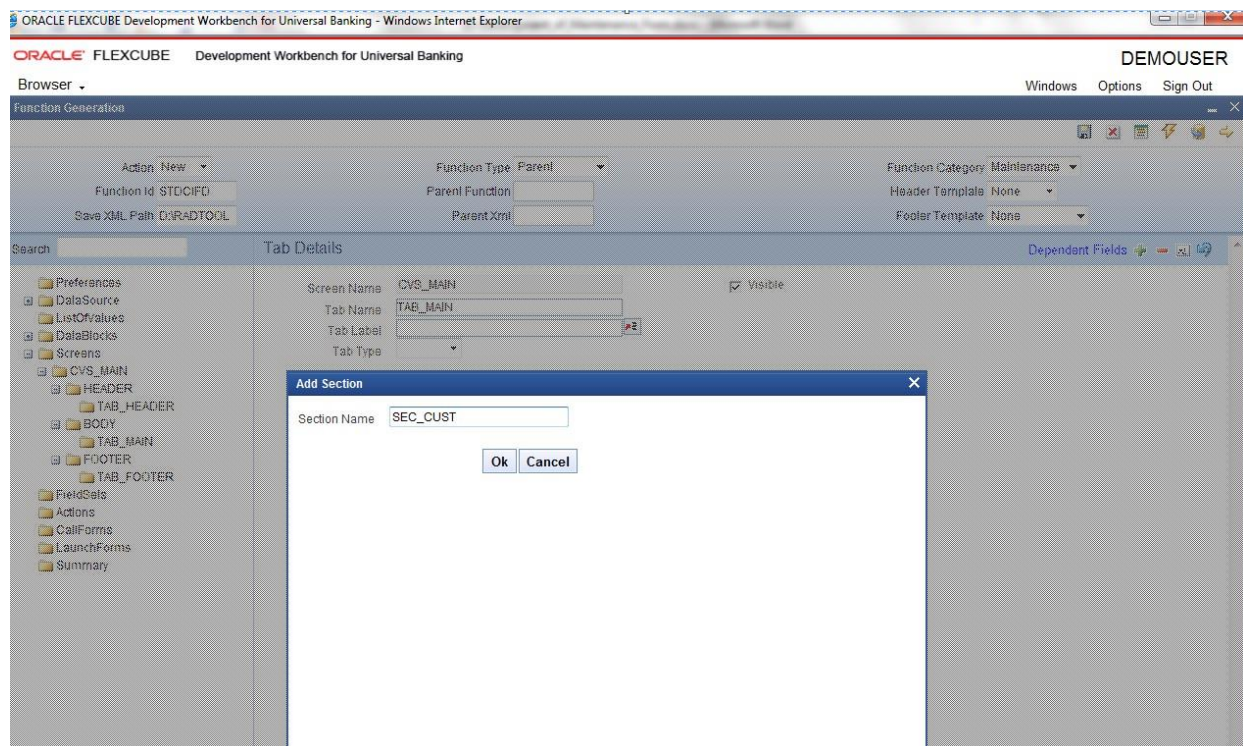 ORACLE FLEXCUBE Development Workbench for Universal Banking - Windows Internet Explorer
ORACLE FLEXCUBE Development Workbench for Universal Banking DEMOUSER
Browser Windows Options Sign Out
Function Generation
Action New Function Type Parent Function Category Maintenance
Function Id STDCIFD Parent Function Header Template None
Save XML Path D:\RADTOOL Parent Xml Footer Template None
Search Tab Details Dependent Fields
Preferences
DataSource
ListOfValues
DataBlocks
Screens
CVS_MAIN
HEADER
TAB_HEADER
BODY
TAB_MAIN
FOOTER
TAB_FOOTER
FieldSets
Actions
CallForms
LaunchForms
Summary
Screen Name CVS_MAIN Visible
Tab Name TAB_MAIN
Tab Label
Tab Type
Add Section
Section Name SEC_CUST
Ok Cancel